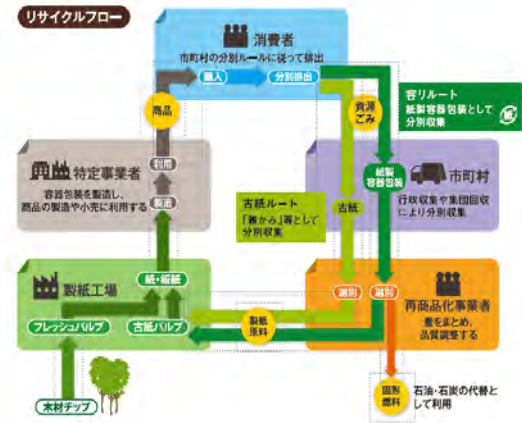 リサイクルフロー
消費者
市町村の分別ルールに従って排出
購入
分別排出
商品
資源
ごみ
容リルート
紙製容器包装として
分別収集
紙
特定事業者
容器包装を製造し、
商品の製造や小売に利用する
利用
製造
古紙ルート
「雑がみ」等として
分別収集
古紙
紙製
容器包装
市町村
行政収集や集団回収
により分別収集
製紙工場
紙・板紙
フレッシュパルプ
古紙パルプ
製紙
原料
選別
選別
再商品化事業者
量をまとめ、
品質調整する
木材チップ
固形
燃料
石油・石炭の代替と
して利用